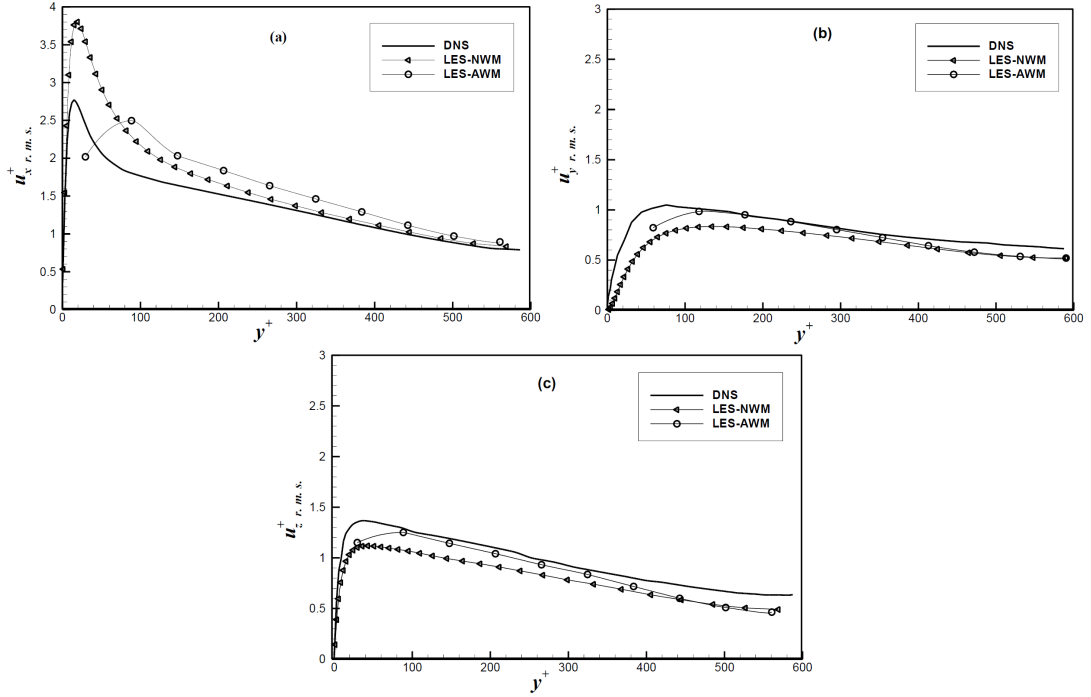 (a)
DNS
LES-NWM
LES-AWM
4
3.5
3
2.5
2
1.5
1
0.5
0
0 100 200 300 400 500 600
u+x r. m. s.
y+
(b)
DNS
LES-NWM
LES-AWM
3
2.5
2
1.5
1
0.5
0
0 100 200 300 400 500 600
u+y r. m. s.
y+
(c)
DNS
LES-NWM
LES-AWM
3
2.5
2
1.5
1
0.5
0
0 100 200 300 400 500 600
u+z r. m. s.
y+